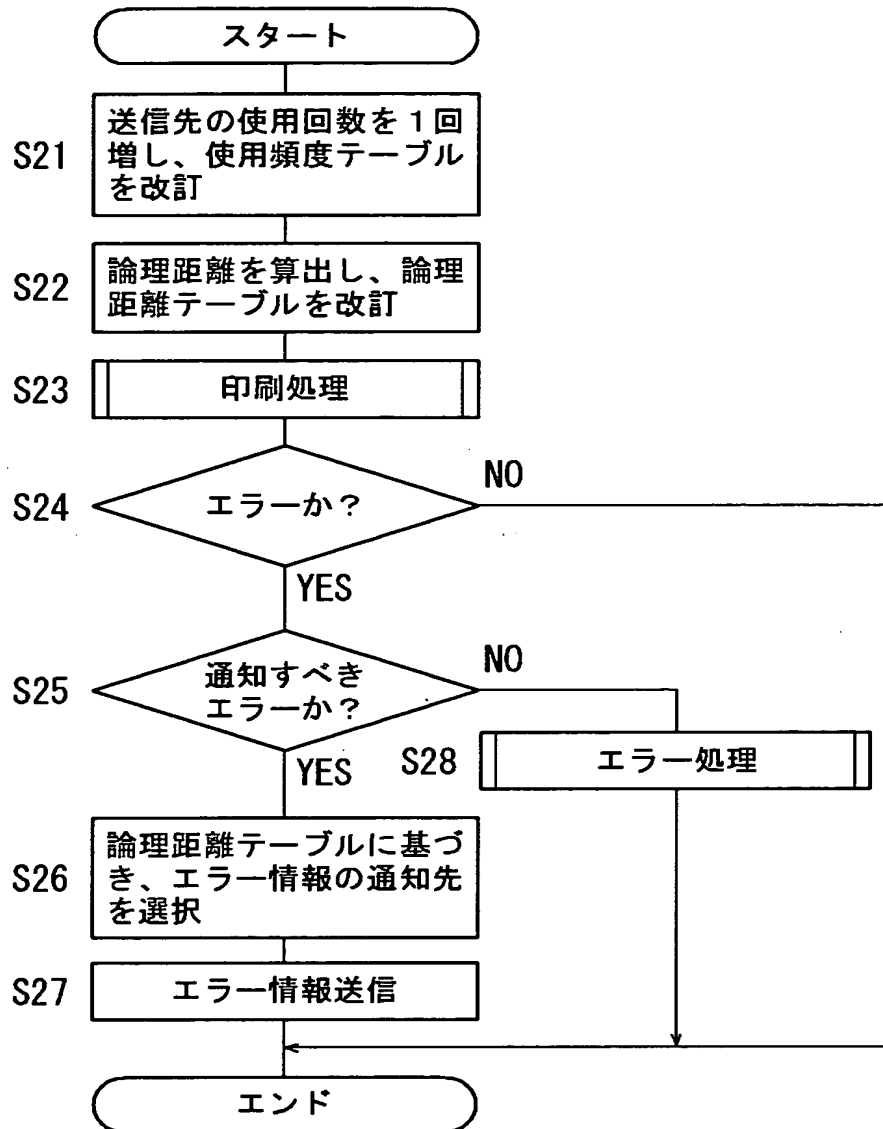 スタート
S21
送信先の使用回数を１回
増し、使用頻度テーブル
を改訂
S22
論理距離を算出し、論理
距離テーブルを改訂
S23
印刷処理
S24
エラーか？
NO
YES
S25
通知すべき
エラーか？
NO
YES
S28
エラー処理
S26
論理距離テーブルに基づ
き、エラー情報の通知先
を選択
S27
エラー情報送信
エンド